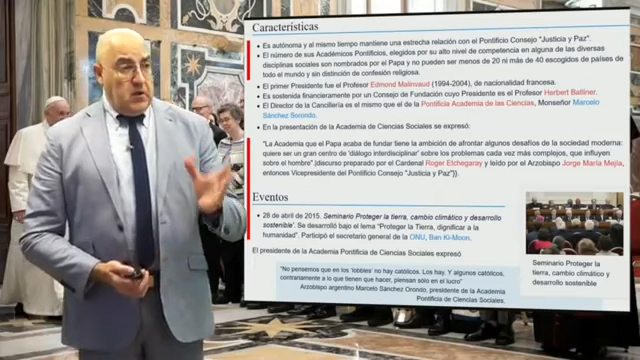 Características
Es autónoma y al mismo tiempo mantiene una estrecha relación con el Pontificio Consejo "Justicia y Paz".
El número de sus Académicos Pontificios, elegidos por su alto nivel de competencia en alguna de las diversas
disciplinas sociales son nombrados por el Papa y no pueden ser menos de 20 ni más de 40 escogidos de países de
todo el mundo y sin distinción de confesión religiosa.
El primer Presidente fue el Profesor Edmond Malinvaud (1994-2004), de nacionalidad francesa.
Es sostenida financieramente por un Consejo de Fundación cuyo Presidente es el Profesor Herbert Batliner.
El Director de la Cancillería es el mismo que el de la Pontificia Academia de las Ciencias, Monseñor Marcelo
Sánchez Sorondo.
En la presentación de la Academia de Ciencias Sociales se expresó:
"La Academia que el Papa acaba de fundar tiene la ambición de afrontar algunos desafíos de la sociedad moderna:
quiere ser un gran centro de 'diálogo interdisciplinar' sobre los problemas cada vez más complejos, que influyen
sobre el hombre".(discurso preparado por el Cardenal Roger Etchegaray y leído por el Arzobispo Jorge María Mejía,
entonces Vicepresidente del Pontificio Consejo "Justicia y Paz")).
Eventos
28 de abril de 2015. Seminario Proteger la tierra, cambio climático y desarrollo
sostenible'. Se desarrolló bajo el lema "Proteger la Tierra, dignificar a la
humanidad". Participó el secretario general de la ONU, Ban Ki-Moon.
El presidente de la Academia Pontificia de Ciencias Sociales expresó
"No pensemos que en los 'lobbies' no hay católicos. Los hay. Y algunos católicos,
contrariamente a lo que tienen que hacer, piensan sólo en el lucro"
Arzobispo argentino Marcelo Sánchez Orondo, presidente de la Academia
Pontificia de Ciencias Sociales.
Seminario Proteger la
tierra, cambio climático y
desarrollo sostenible